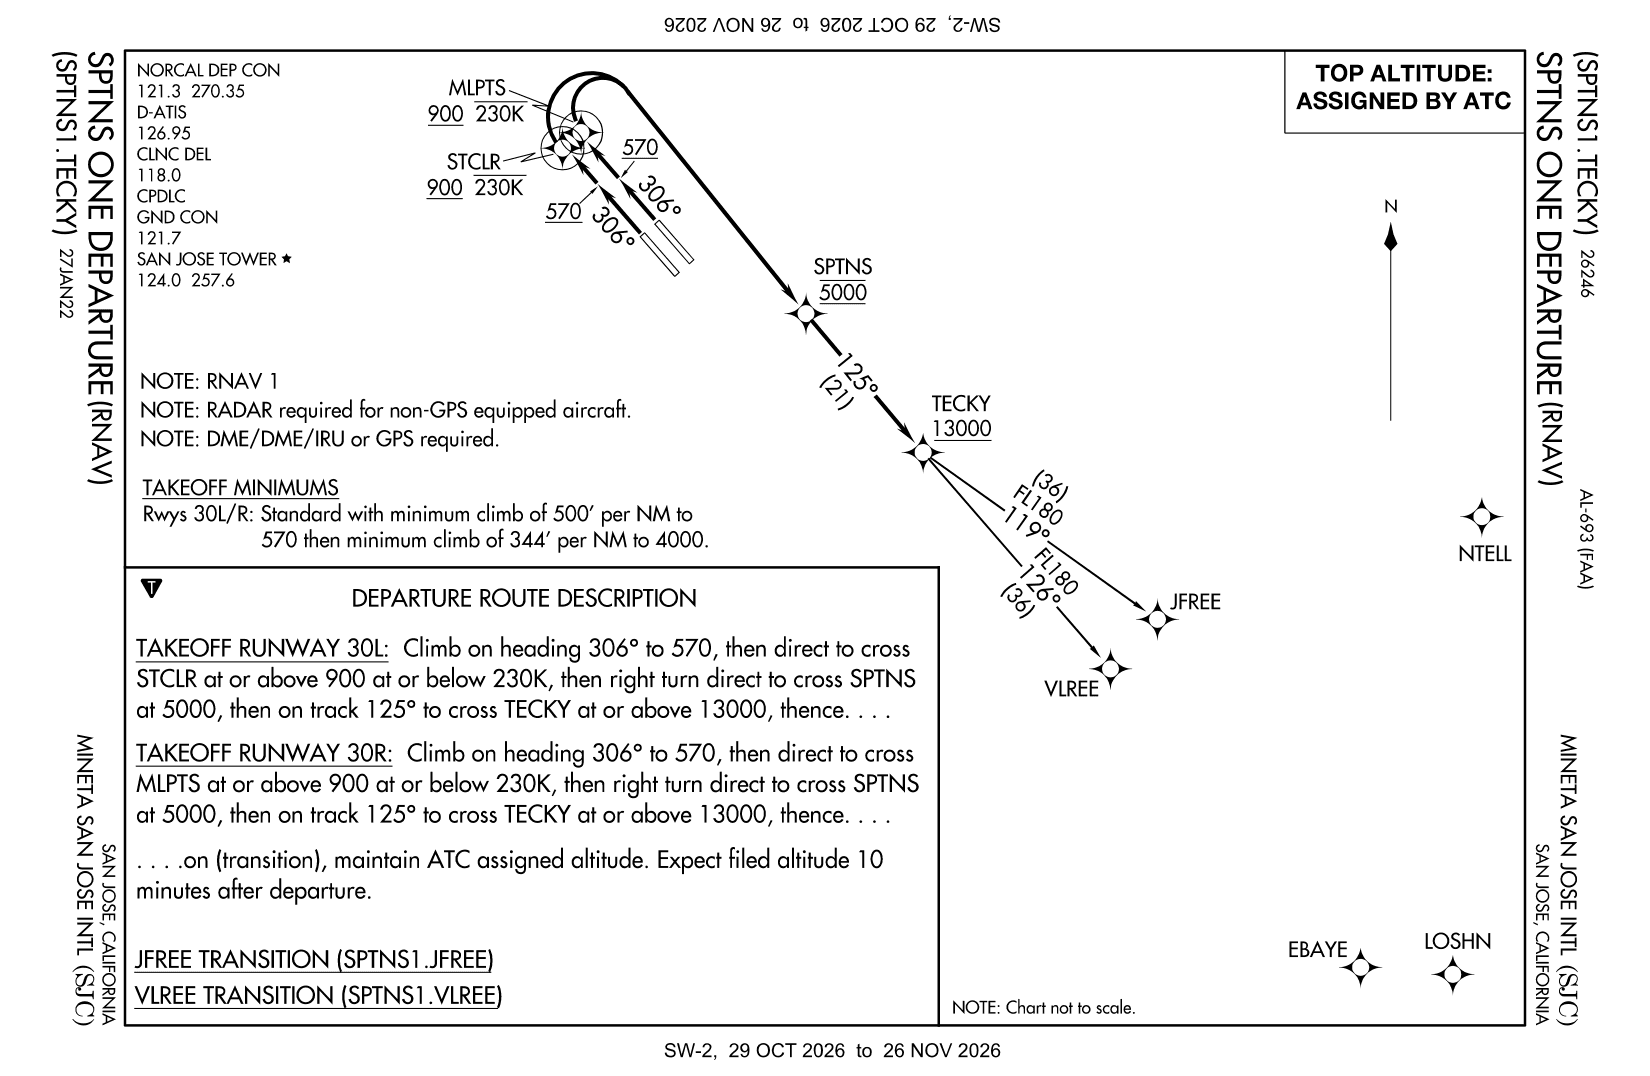 SW-2, 29 OCT 2026 to 26 NOV 2026
SPTNS ONE DEPARTURE (RNAV)
(SPTNS1.TECKY) 27JAN22
MINETA SAN JOSE INTL (SJC)
SAN JOSE, CALIFORNIA
NORCAL DEP CON
121.3 270.35
D-ATIS
126.95
CLNC DEL
118.0
CPDLC
GND CON
121.7
SAN JOSE TOWER ★
124.0 257.6
MLPTS
900 230K
STCLR
900 230K
570
306°
570
306°
SPTNS
5000
125°
(21)
TECKY
13000
(36)
FL180
119°
FL180
126°
(36)
JFREE
VLREE
TOP ALTITUDE:
ASSIGNED BY ATC
N
NTELL
EBAYE
LOSHN
NOTE: RNAV 1
NOTE: RADAR required for non-GPS equipped aircraft.
NOTE: DME/DME/IRU or GPS required.
TAKEOFF MINIMUMS
Rwys 30L/R: Standard with minimum climb of 500′ per NM to
570 then minimum climb of 344′ per NM to 4000.
T
DEPARTURE ROUTE DESCRIPTION
TAKEOFF RUNWAY 30L: Climb on heading 306° to 570, then direct to cross
STCLR at or above 900 at or below 230K, then right turn direct to cross SPTNS
at 5000, then on track 125° to cross TECKY at or above 13000, thence. . . .
TAKEOFF RUNWAY 30R: Climb on heading 306° to 570, then direct to cross
MLPTS at or above 900 at or below 230K, then right turn direct to cross SPTNS
at 5000, then on track 125° to cross TECKY at or above 13000, thence. . . .
. . . .on (transition), maintain ATC assigned altitude. Expect filed altitude 10
minutes after departure.
JFREE TRANSITION (SPTNS1.JFREE)
VLREE TRANSITION (SPTNS1.VLREE)
NOTE: Chart not to scale.
(SPTNS1.TECKY) 26246
SPTNS ONE DEPARTURE (RNAV)
AL-693 (FAA)
MINETA SAN JOSE INTL (SJC)
SAN JOSE, CALIFORNIA
SW-2, 29 OCT 2026 to 26 NOV 2026